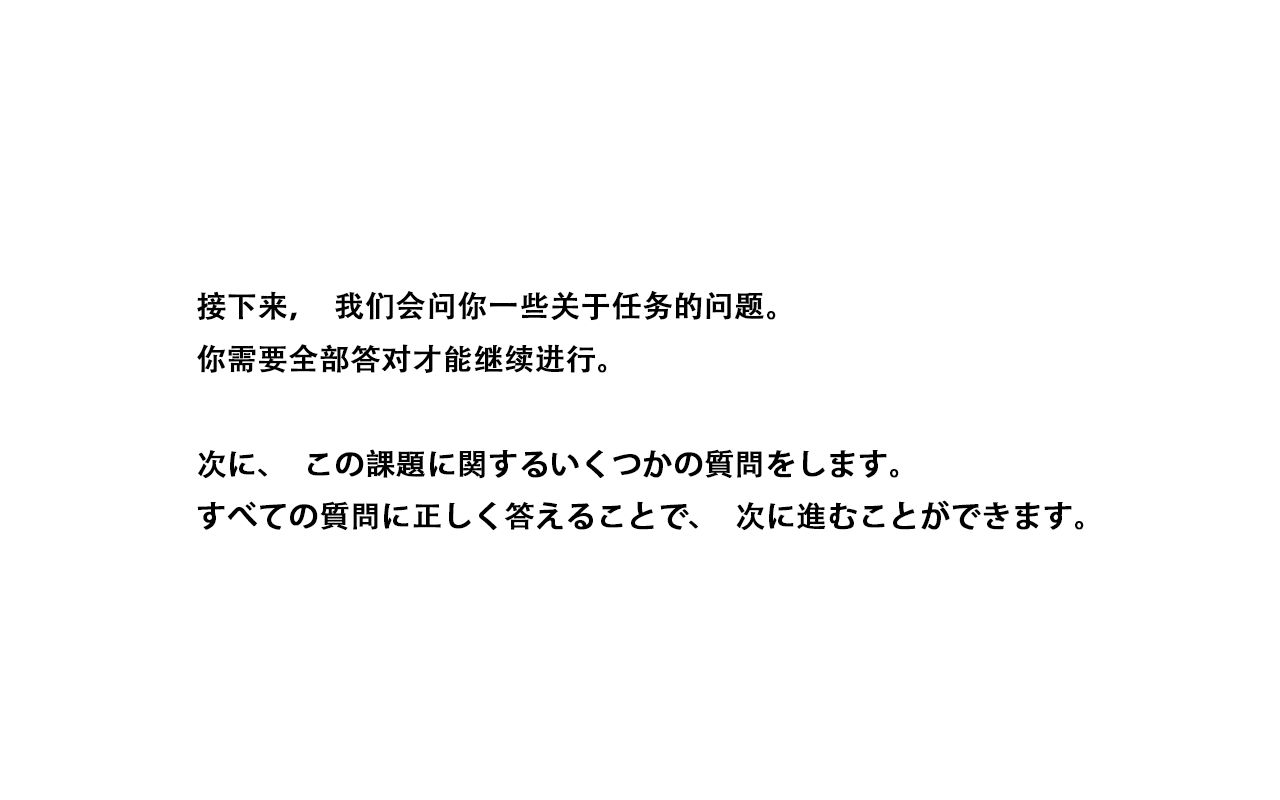 接下来, 我们会问你一些关于任务的问题。
你需要全部答对才能继续进行。
次に、 この課題に関するいくつかの質問をします。
すべての質問に正しく答えることで、 次に進むことができます。